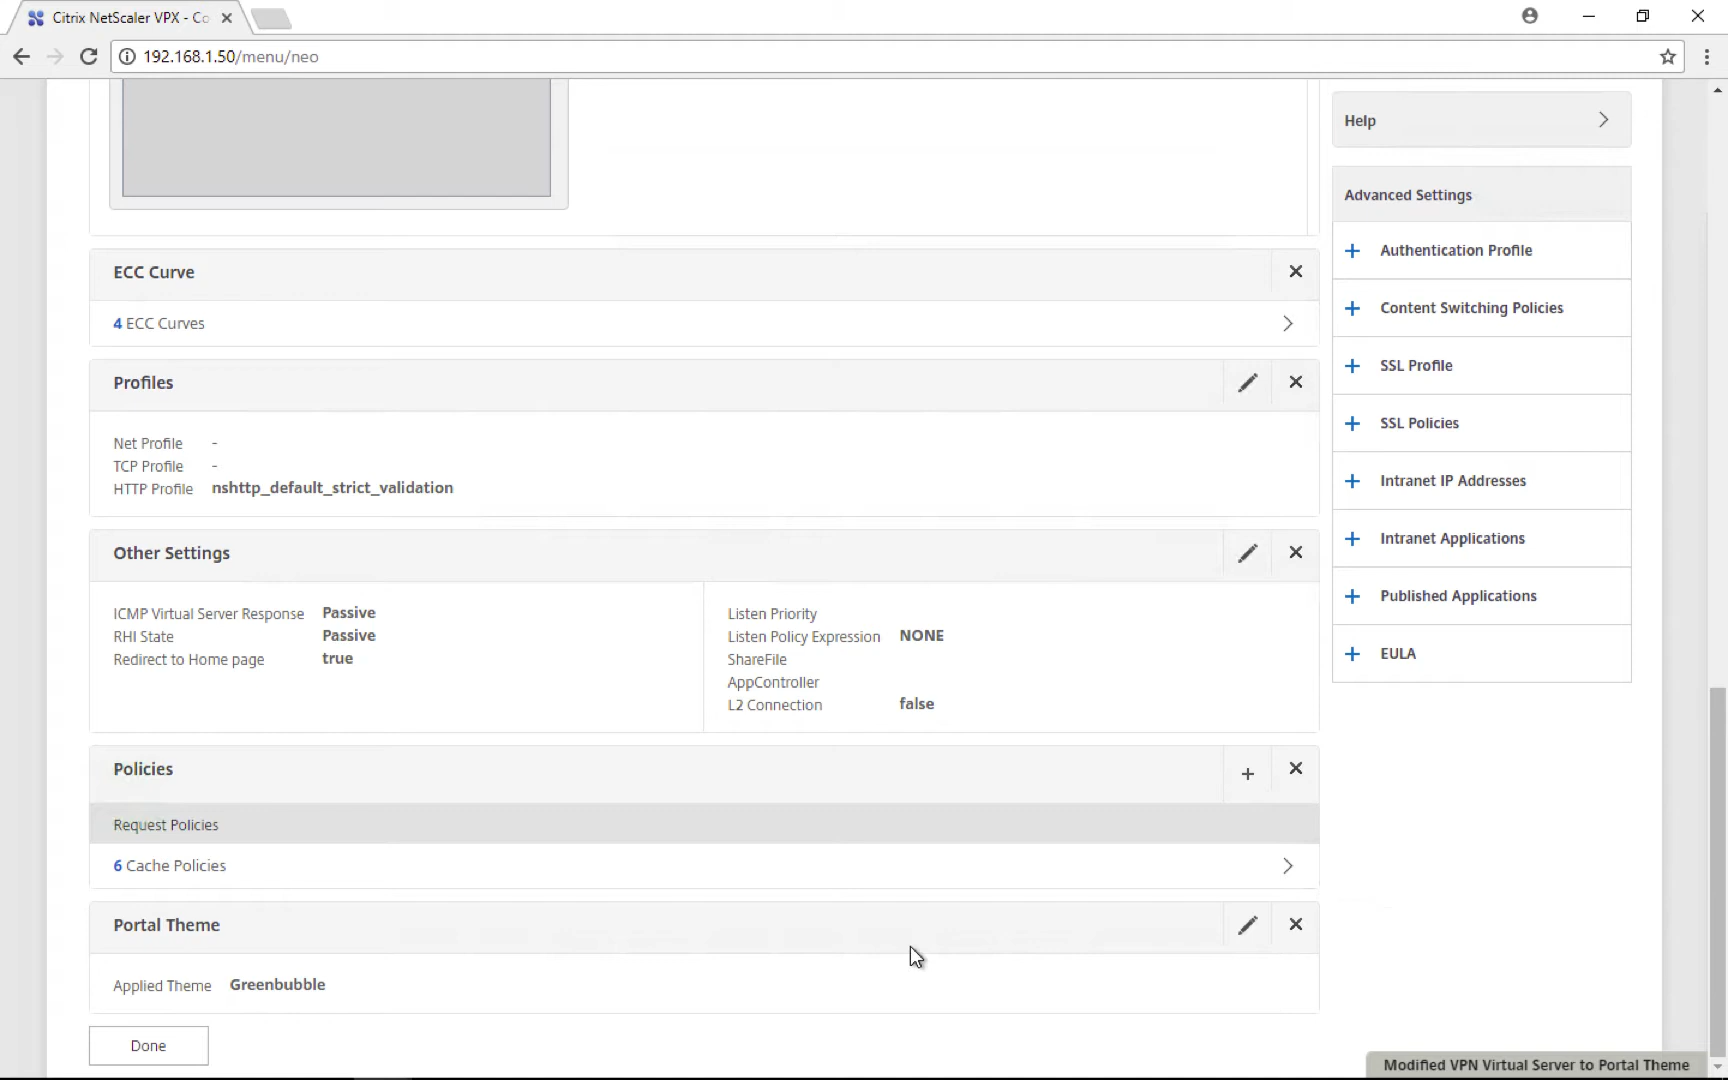 Citrix NetScaler VPX - Co
192.168.1.50/menu/neo
Help
Advanced Settings
Authentication Profile
Content Switching Policies
SSL Profile
SSL Policies
Intranet IP Addresses
Intranet Applications
Published Applications
EULA
ECC Curve
4 ECC Curves
Profiles
Net Profile -
TCP Profile -
HTTP Profile nshttp_default_strict_validation
Other Settings
ICMP Virtual Server Response Passive
RHI State Passive
Redirect to Home page true
Listen Priority
Listen Policy Expression NONE
ShareFile
AppController
L2 Connection false
Policies
Request Policies
6 Cache Policies
Portal Theme
Applied Theme Greenbubble
Done
Modified VPN Virtual Server to Portal Theme